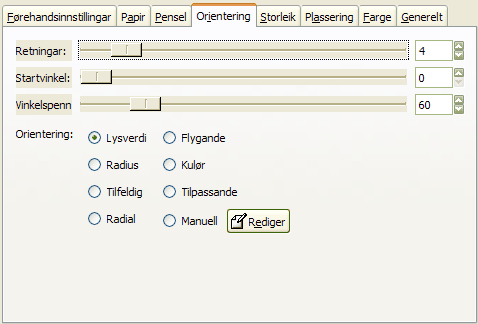 Førehandsinnstillingar Papir Pensel Orientering Storleik Plassering Farge Generelt
Retningar: 4
Startvinkel: 0
Vinkelspenn 60
Orientering: Lysverdi Flygande
Radius Kulør
Tilfeldig Tilpassande
Radial Manuell Rediger